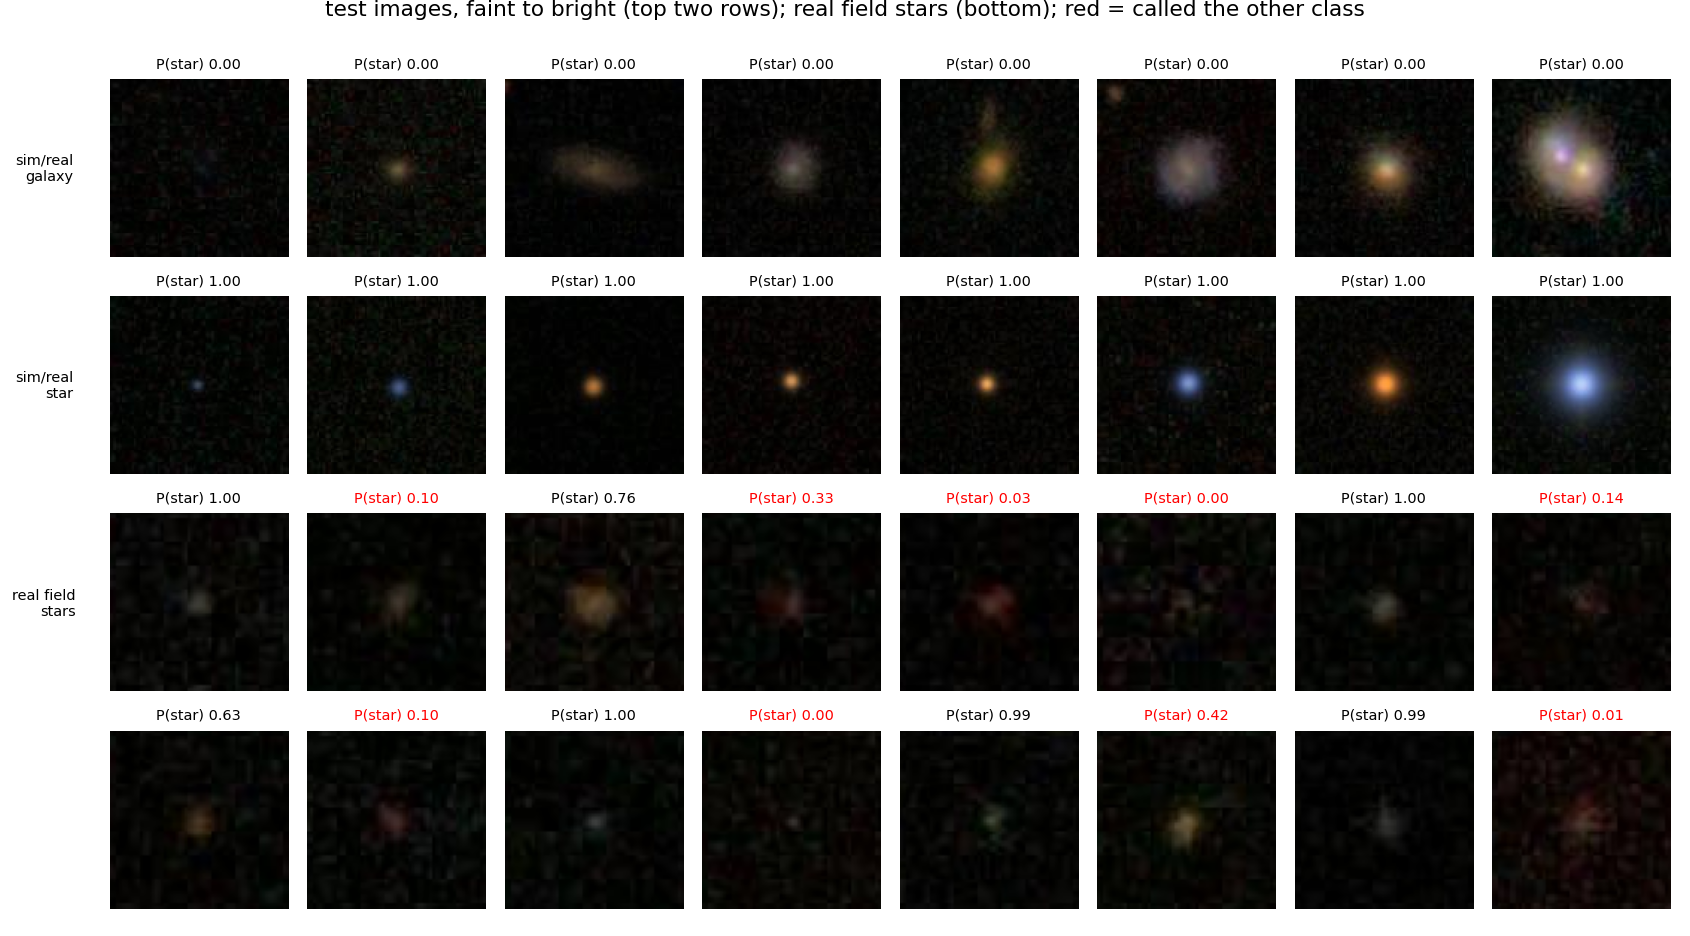 test images, faint to bright (top two rows); real field stars (bottom); red = called the other class
P(star) 0.00 P(star) 0.00 P(star) 0.00 P(star) 0.00 P(star) 0.00 P(star) 0.00 P(star) 0.00 P(star) 0.00
sim/real
galaxy
P(star) 1.00 P(star) 1.00 P(star) 1.00 P(star) 1.00 P(star) 1.00 P(star) 1.00 P(star) 1.00 P(star) 1.00
sim/real
star
P(star) 1.00 P(star) 0.10 P(star) 0.76 P(star) 0.33 P(star) 0.03 P(star) 0.00 P(star) 1.00 P(star) 0.14
real field
stars
P(star) 0.63 P(star) 0.10 P(star) 1.00 P(star) 0.00 P(star) 0.99 P(star) 0.42 P(star) 0.99 P(star) 0.01